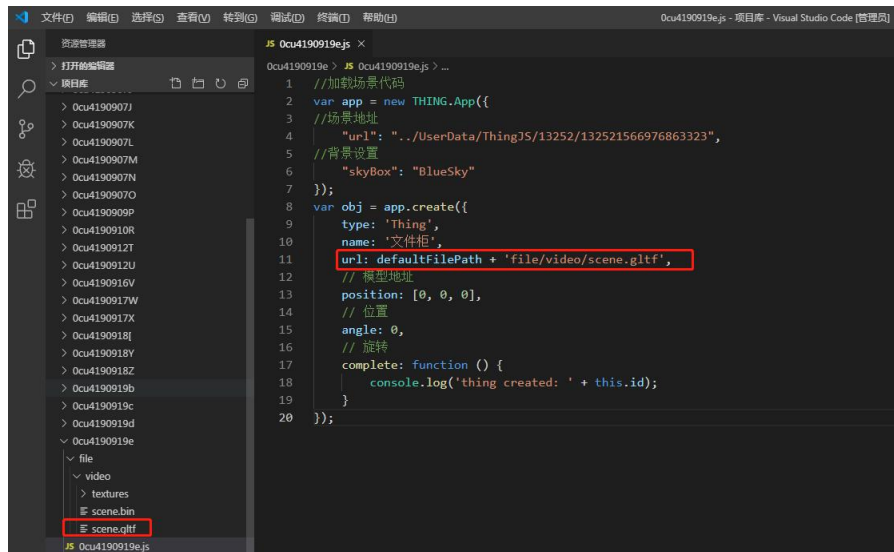 文件(F) 编辑(E) 选择(S) 查看(V) 转到(G) 调试(D) 终端(T) 帮助(H) 0cu4190919e.js - 项目库 - Visual Studio Code [管理员]
资源管理器
JS 0cu4190919e.js ×
> 打开的编辑器
0cu4190919e > JS 0cu4190919e.js > ...
项目库
> 0cu4190907J
> 0cu4190907K
> 0cu4190907L
> 0cu4190907M
> 0cu4190907N
> 0cu4190907O
> 0cu4190909P
> 0cu4190910R
> 0cu4190912T
> 0cu4190912U
> 0cu4190916V
> 0cu4190917W
> 0cu4190917X
> 0cu4190918[
> 0cu4190918Y
> 0cu4190918Z
> 0cu4190919b
> 0cu4190919c
> 0cu4190919d
0cu4190919e
file
video
> textures
scene.bin
scene.gltf
JS 0cu4190919e.js
1 //加载场景代码
2 var app = new THING.App({
3 //场景地址
4 "url": "../UserData/ThingJS/13252/132521566976863323",
5 //背景设置
6 "skyBox": "BlueSky"
7 });
8 var obj = app.create({
9 type: 'Thing',
10 name: '文件柜',
11 url: defaultFilePath + 'file/video/scene.gltf',
12 // 模型地址
13 position: [0, 0, 0],
14 // 位置
15 angle: 0,
16 // 旋转
17 complete: function () {
18 console.log('thing created: ' + this.id);
19 }
20 });